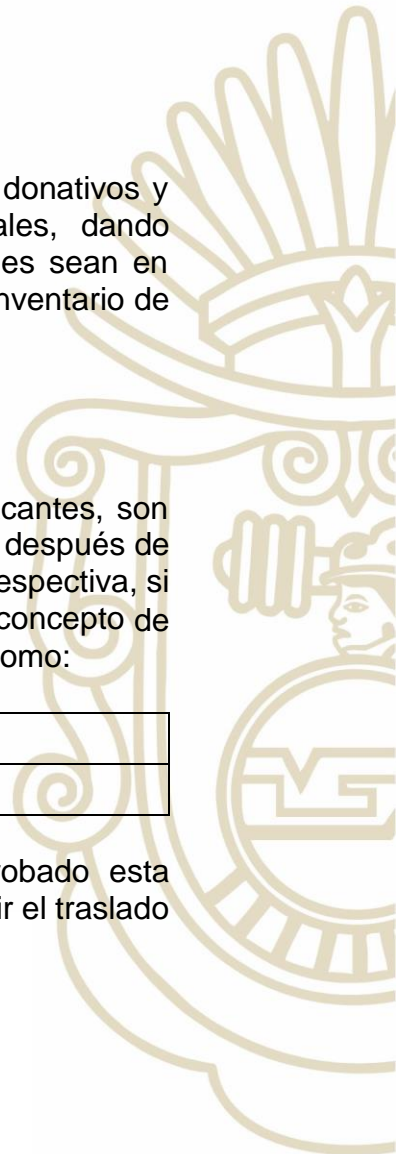 donativos y
ales, dando
es sean en
nventario de
cantes, son
después de
espectiva, si
concepto de
omo:
robado esta
ir el traslado